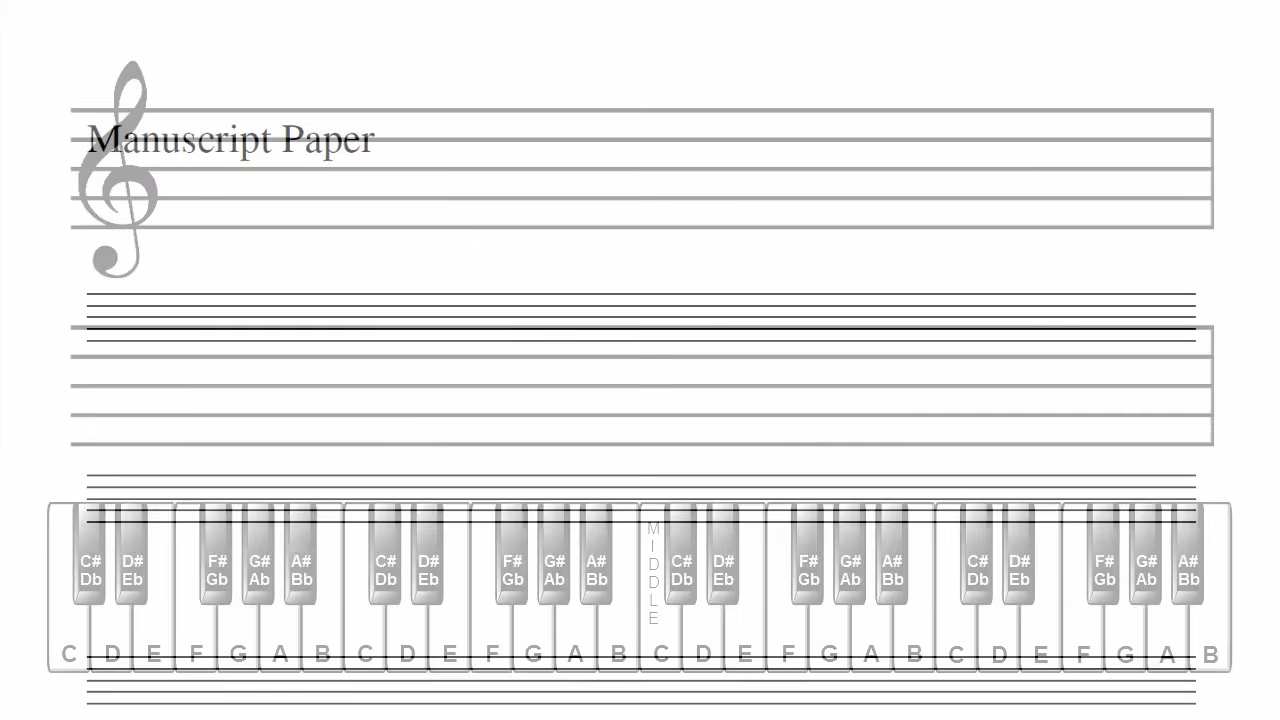 Manuscript Paper
MIDDLE
C# D# F# G# A# C# D# F# G# A# C# D# F# G# A# C# D# F# G# A#
Db Eb Gb Ab Bb Db Eb Gb Ab Bb Db Eb Gb Ab Bb Db Eb Gb Ab Bb
C D E F G A B C D E F G A B C D E F G A B C D E F G A B